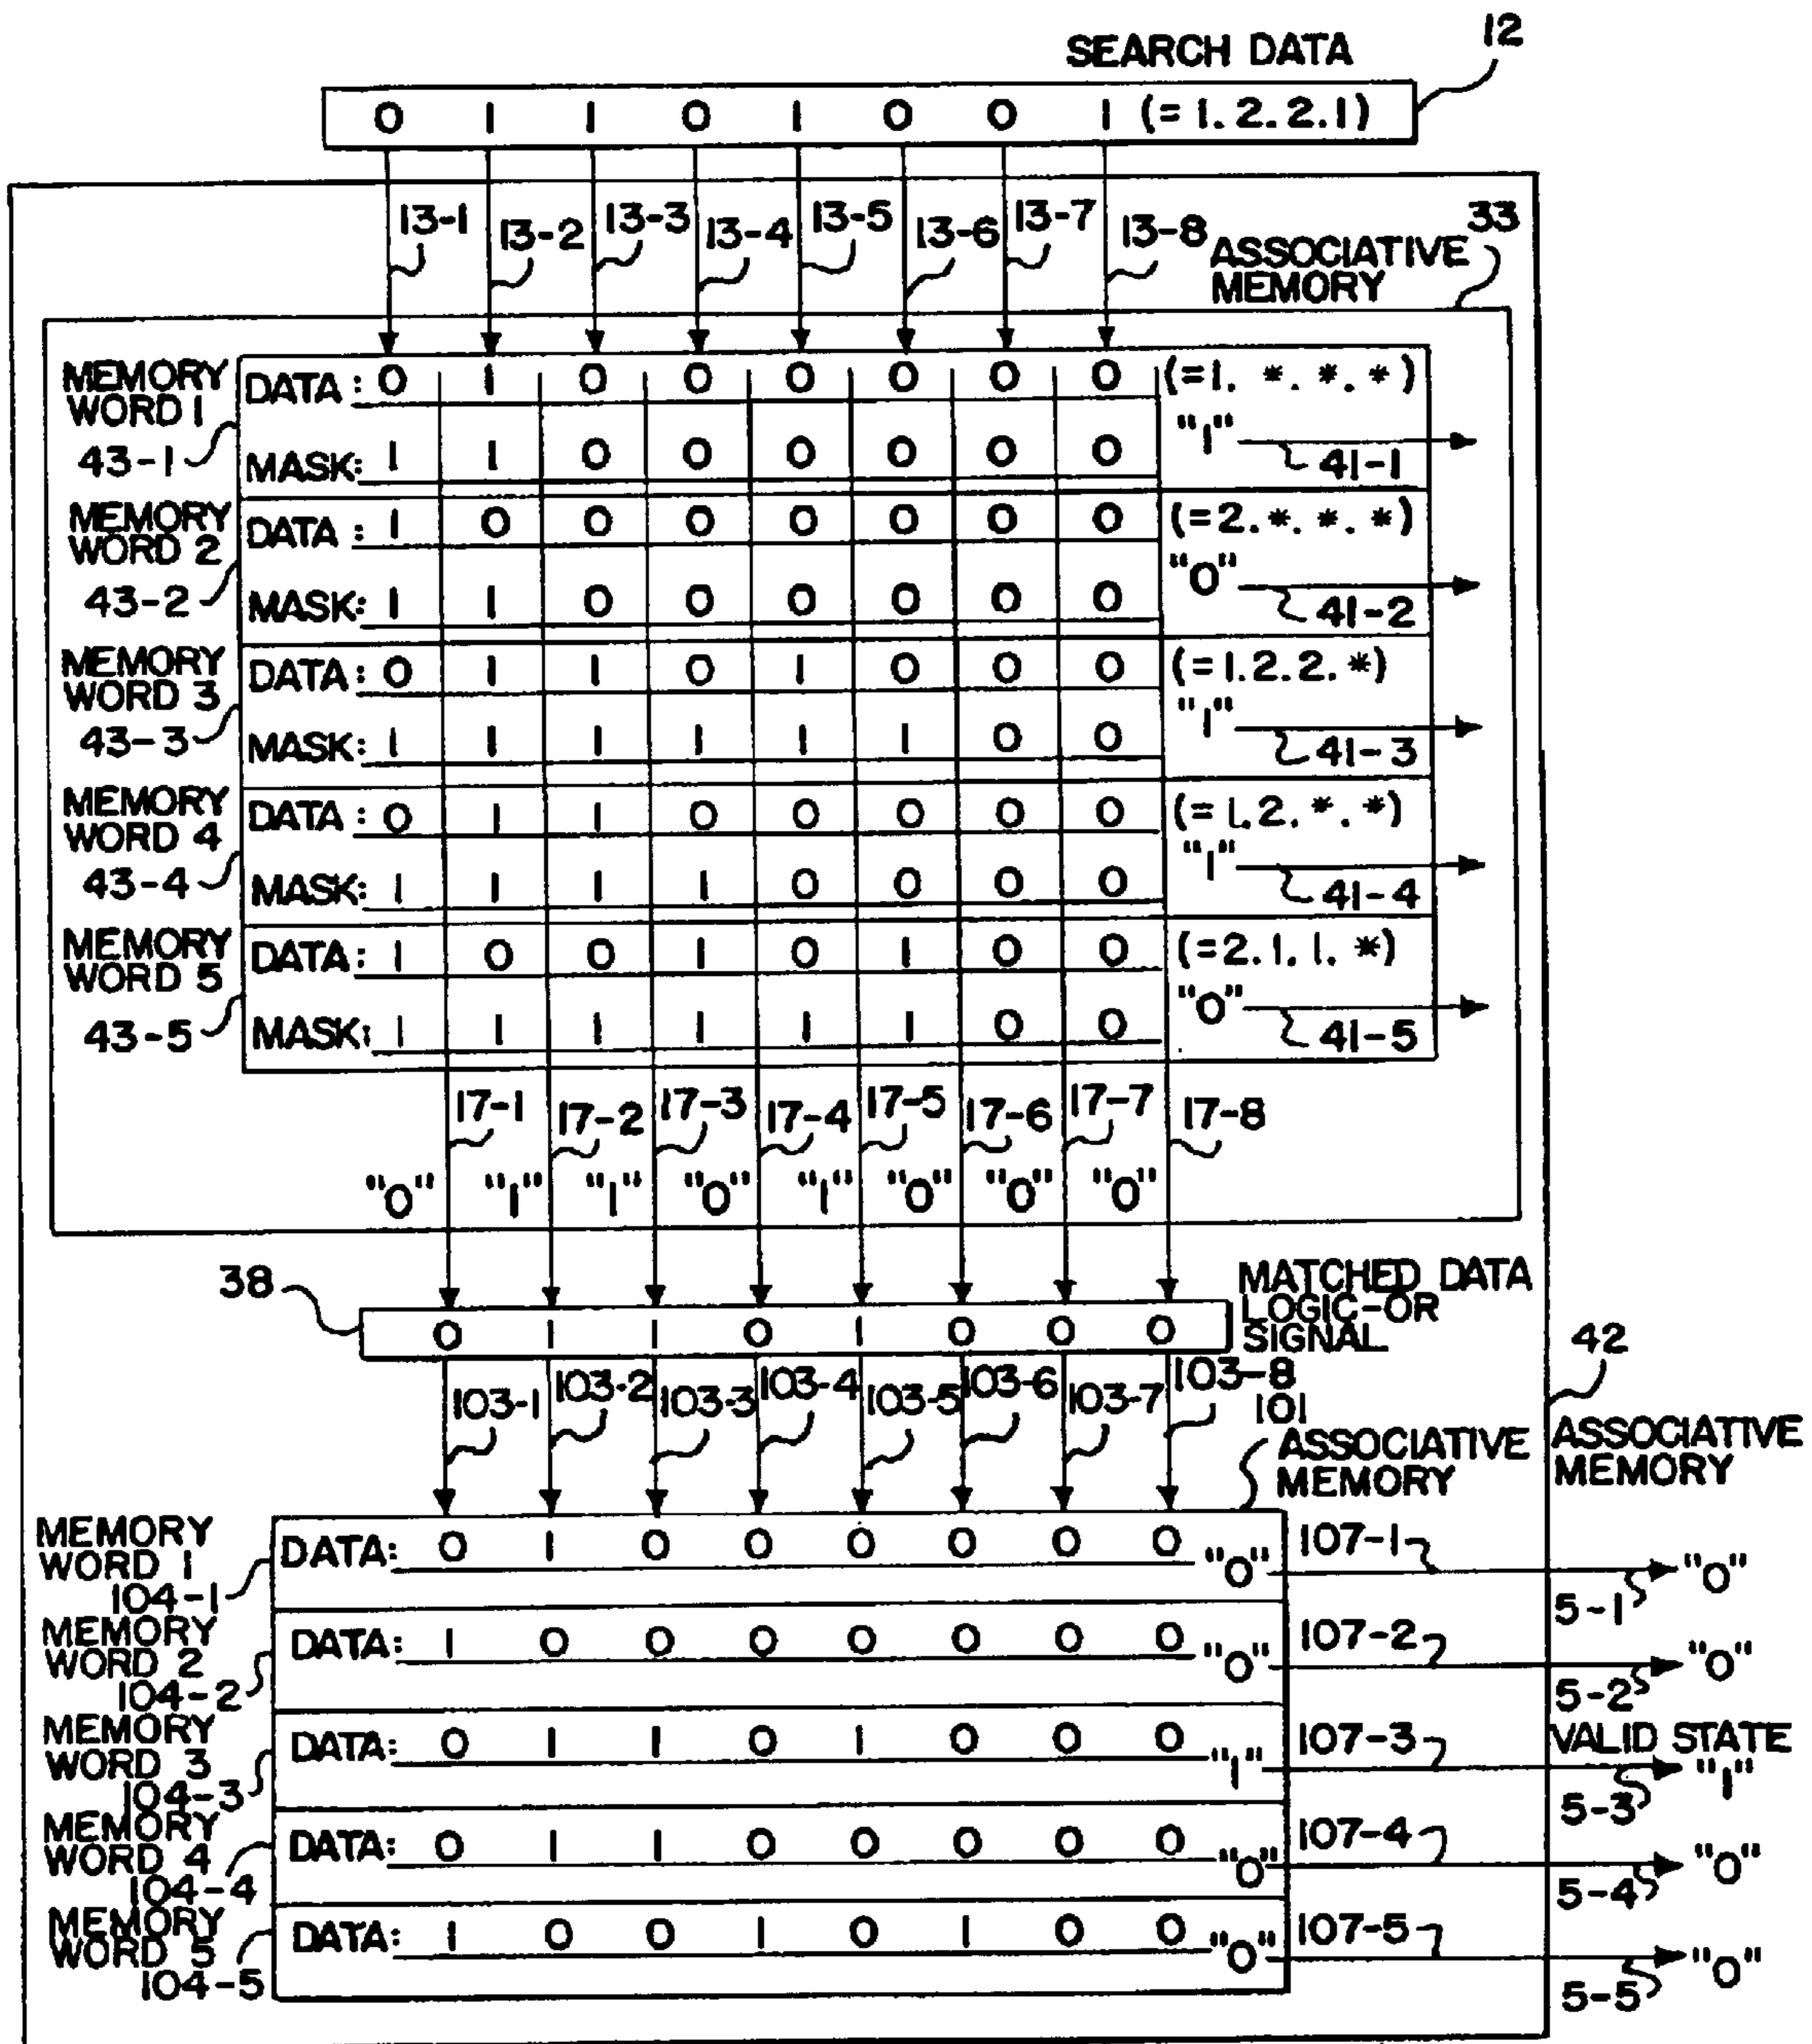 SEARCH DATA
12
0 1 1 0 1 0 0 1 (=1.2.2.1)
13-1 13-2 13-3 13-4 13-5 13-6 13-7 13-8
33
ASSOCIATIVE
MEMORY
MEMORY
WORD 1
43-1
DATA: 0 1 0 0 0 0 0 0 (=1.*.*.*)
MASK: 1 1 0 0 0 0 0 0 "1"
41-1
MEMORY
WORD 2
43-2
DATA: 1 0 0 0 0 0 0 0 (=2.*.*.*)
MASK: 1 1 0 0 0 0 0 0 "0"
41-2
MEMORY
WORD 3
43-3
DATA: 0 1 1 0 1 0 0 0 (=1.2.2.*)
MASK: 1 1 1 1 1 1 0 0 "1"
41-3
MEMORY
WORD 4
43-4
DATA: 0 1 1 0 0 0 0 0 (=1.2.*.*)
MASK: 1 1 1 1 0 0 0 0 "1"
41-4
MEMORY
WORD 5
43-5
DATA: 1 0 0 1 0 1 0 0 (=2.1.1.*)
MASK: 1 1 1 1 1 1 0 0 "0"
41-5
17-1 17-2 17-3 17-4 17-5 17-6 17-7 17-8
"0" "1" "1" "0" "1" "0" "0" "0"
38
0 1 1 0 1 0 0 0
MATCHED DATA
LOGIC-OR
SIGNAL
42
ASSOCIATIVE
MEMORY
103-1 103-2 103-3 103-4 103-5 103-6 103-7 103-8
101
ASSOCIATIVE
MEMORY
MEMORY
WORD 1
104-1
DATA: 0 1 0 0 0 0 0 0 "0" 107-1
5-1 "0"
MEMORY
WORD 2
104-2
DATA: 1 0 0 0 0 0 0 0 "0" 107-2
5-2 "0"
MEMORY
WORD 3
104-3
DATA: 0 1 1 0 1 0 0 0 "1" 107-3
VALID STATE
5-3 "1"
MEMORY
WORD 4
104-4
DATA: 0 1 1 0 0 0 0 0 "0" 107-4
5-4 "0"
MEMORY
WORD 5
104-5
DATA: 1 0 0 1 0 1 0 0 "0" 107-5
5-5 "0"